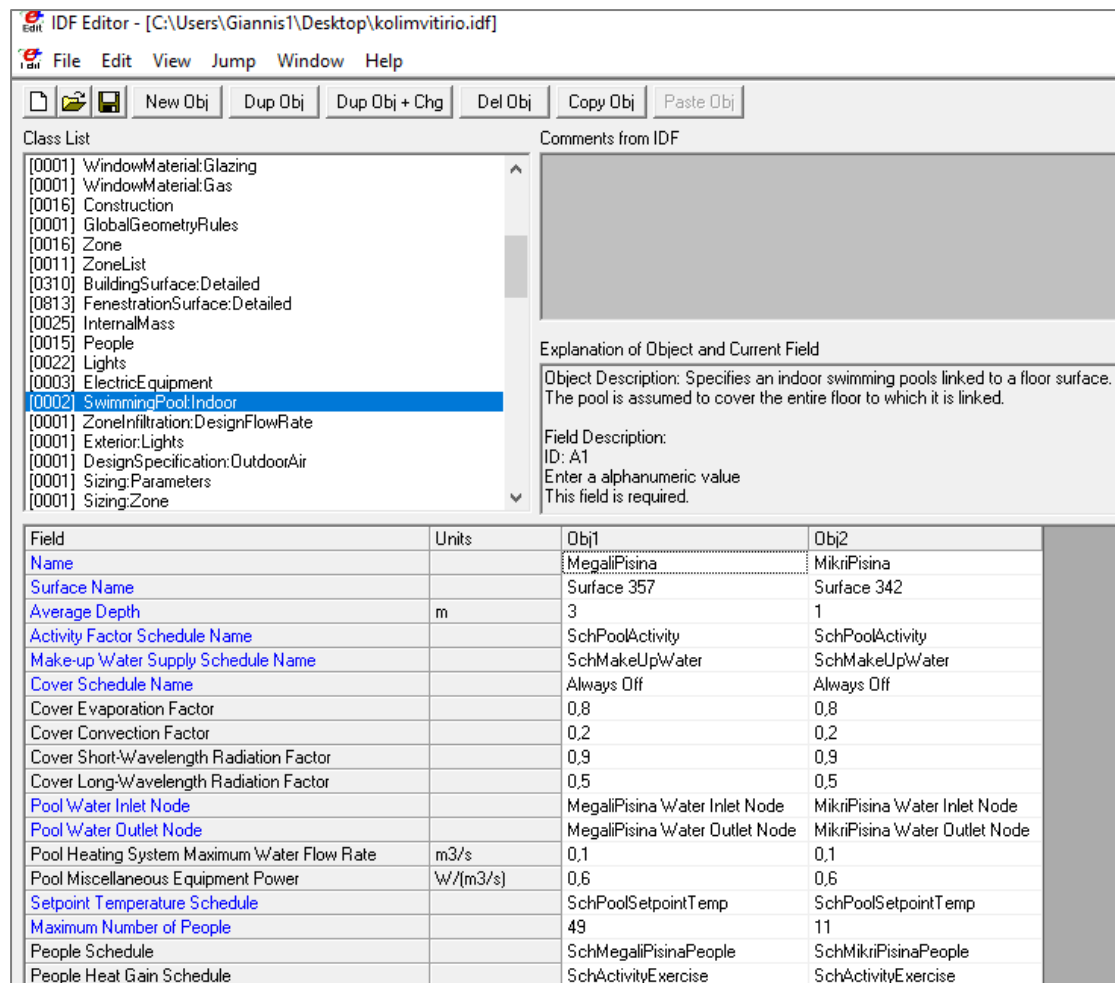 IDF Editor - [C:\Users\Giannis1\Desktop\kolimvitirio.idf]
File Edit View Jump Window Help
New Obj Dup Obj Dup Obj + Chg Del Obj Copy Obj Paste Obj
Class List
[0001] WindowMaterial:Glazing
[0001] WindowMaterial:Gas
[0016] Construction
[0001] GlobalGeometryRules
[0016] Zone
[0011] ZoneList
[0310] BuildingSurface:Detailed
[0813] FenestrationSurface:Detailed
[0025] InternalMass
[0015] People
[0022] Lights
[0003] ElectricEquipment
[0002] SwimmingPool:Indoor
[0001] ZoneInfiltration:DesignFlowRate
[0001] Exterior:Lights
[0001] DesignSpecification:OutdoorAir
[0001] Sizing:Parameters
[0001] Sizing:Zone
Comments from IDF
Explanation of Object and Current Field
Object Description: Specifies an indoor swimming pools linked to a floor surface.
The pool is assumed to cover the entire floor to which it is linked.
Field Description:
ID: A1
Enter a alphanumeric value
This field is required.
Field Units Obj1 Obj2
Name MegaliPisina MikriPisina
Surface Name Surface 357 Surface 342
Average Depth m 3 1
Activity Factor Schedule Name SchPoolActivity SchPoolActivity
Make-up Water Supply Schedule Name SchMakeUpWater SchMakeUpWater
Cover Schedule Name Always Off Always Off
Cover Evaporation Factor 0,8 0,8
Cover Convection Factor 0,2 0,2
Cover Short-Wavelength Radiation Factor 0,9 0,9
Cover Long-Wavelength Radiation Factor 0,5 0,5
Pool Water Inlet Node MegaliPisina Water Inlet Node MikriPisina Water Inlet Node
Pool Water Outlet Node MegaliPisina Water Outlet Node MikriPisina Water Outlet Node
Pool Heating System Maximum Water Flow Rate m3/s 0,1 0,1
Pool Miscellaneous Equipment Power W/(m3/s) 0,6 0,6
Setpoint Temperature Schedule SchPoolSetpointTemp SchPoolSetpointTemp
Maximum Number of People 49 11
People Schedule SchMegaliPisinaPeople SchMikriPisinaPeople
People Heat Gain Schedule SchActivityExercise SchActivityExercise